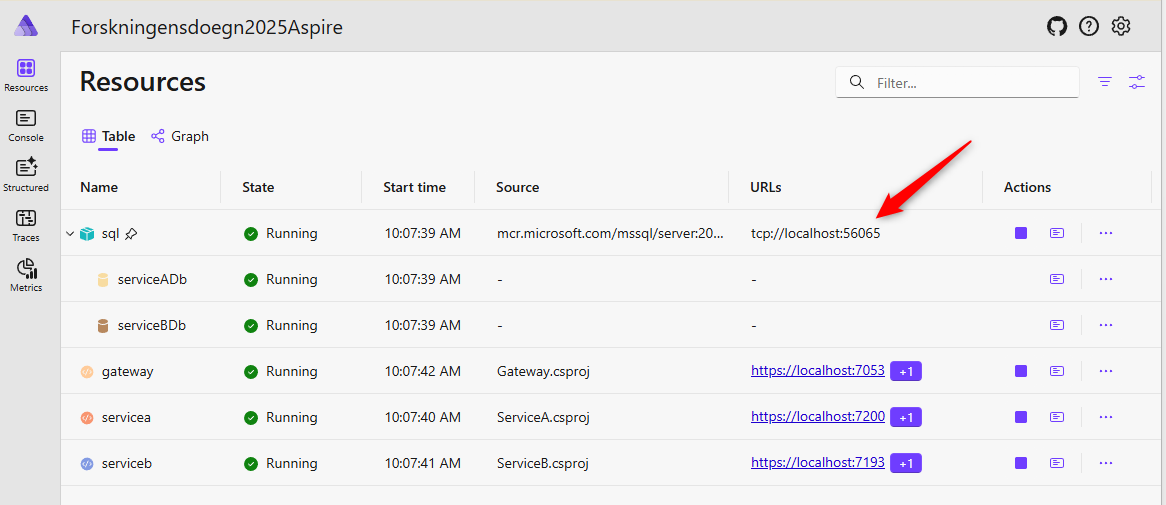 Forskningensdoegn2025Aspire
Resources
Resources
Filter...
Console
Table Graph
Structured
Name State Start time Source URLs Actions
Traces
sql Running 10:07:39 AM mcr.microsoft.com/mssql/server:20... tcp://localhost:56065
Metrics
serviceADb Running 10:07:39 AM - -
serviceBDb Running 10:07:39 AM - -
gateway Running 10:07:42 AM Gateway.csproj https://localhost:7053 +1
servicea Running 10:07:40 AM ServiceA.csproj https://localhost:7200 +1
serviceb Running 10:07:41 AM ServiceB.csproj https://localhost:7193 +1